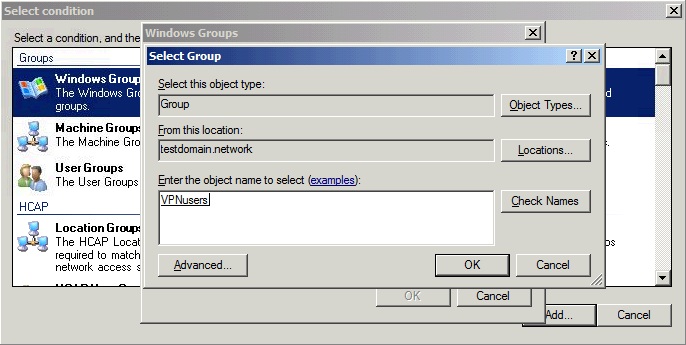 Select condition
Select a condition, and the
Groups
Windows Group
The Windows Gr
d
groups.
Machine Groups
The Machine Gro
s.
User Groups
The User Groups
HCAP
Location Groups
The HCAP Locat
ps
required to match
network access s
Add...
Cancel
Windows Groups
OK
Cancel
Select Group
Select this object type:
Group
Object Types...
From this location:
testdomain.network
Locations...
Enter the object name to select (examples):
VPNusers
Check Names
Advanced...
OK
Cancel